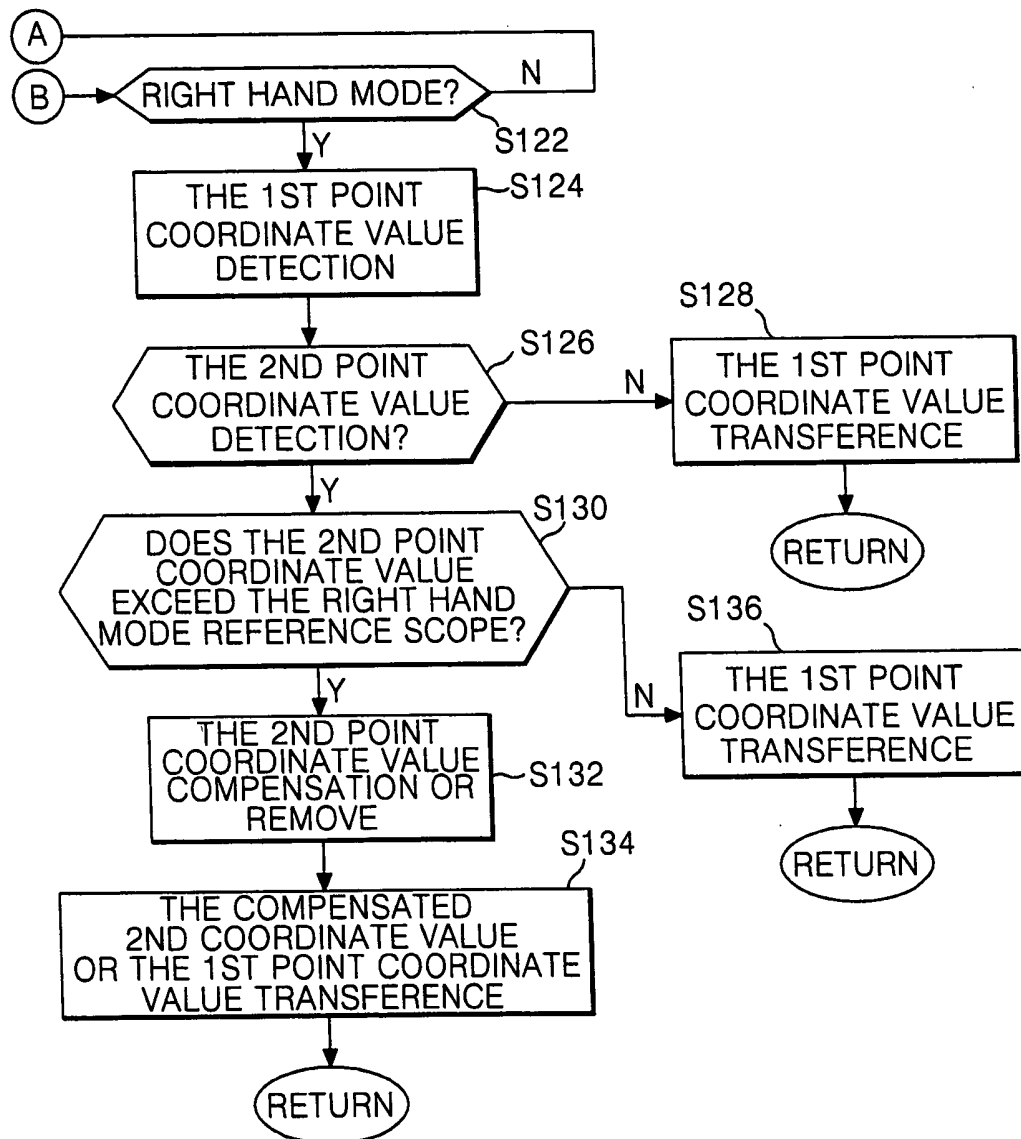 A
B
RIGHT HAND MODE?
N
S122
Y
THE 1ST POINT
COORDINATE VALUE
DETECTION
S124
THE 2ND POINT
COORDINATE VALUE
DETECTION?
S126
N
S128
THE 1ST POINT
COORDINATE VALUE
TRANSFERENCE
RETURN
Y
DOES THE 2ND POINT
COORDINATE VALUE
EXCEED THE RIGHT HAND
MODE REFERENCE SCOPE?
S130
N
S136
THE 1ST POINT
COORDINATE VALUE
TRANSFERENCE
RETURN
Y
THE 2ND POINT
COORDINATE VALUE
COMPENSATION OR
REMOVE
S132
S134
THE COMPENSATED
2ND COORDINATE VALUE
OR THE 1ST POINT COORDINATE
VALUE TRANSFERENCE
RETURN